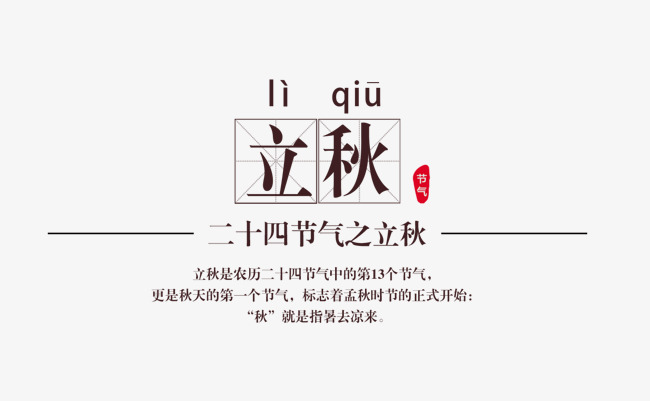 lì qiū
立秋
节气
二十四节气之立秋
立秋是农历二十四节气中的第13个节气，
更是秋天的第一个节气，标志着孟秋时节的正式开始：
“秋”就是指暑去凉来。